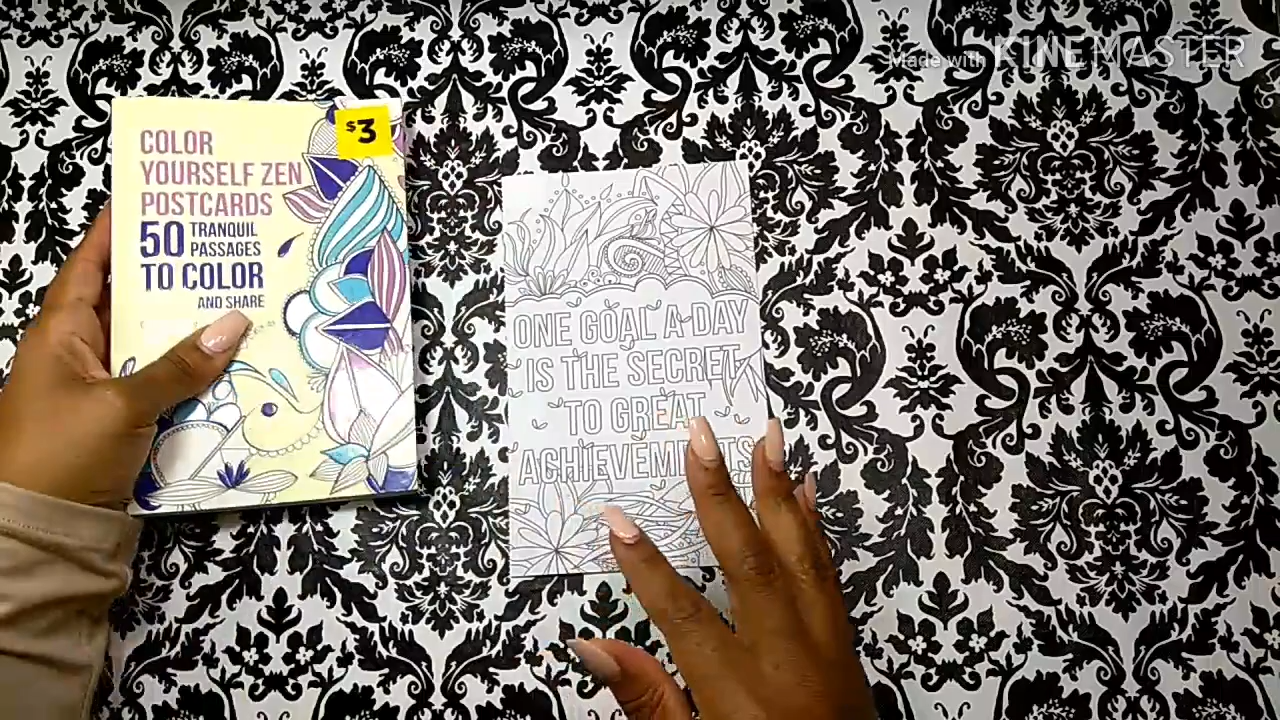 Made with KINEMASTER
$3
COLOR
YOURSELF ZEN
POSTCARDS
50 TRANQUIL
PASSAGES
TO COLOR
AND SHARE
ONE GOAL A DAY
IS THE SECRET
TO GREAT
ACHIEVEMENTS